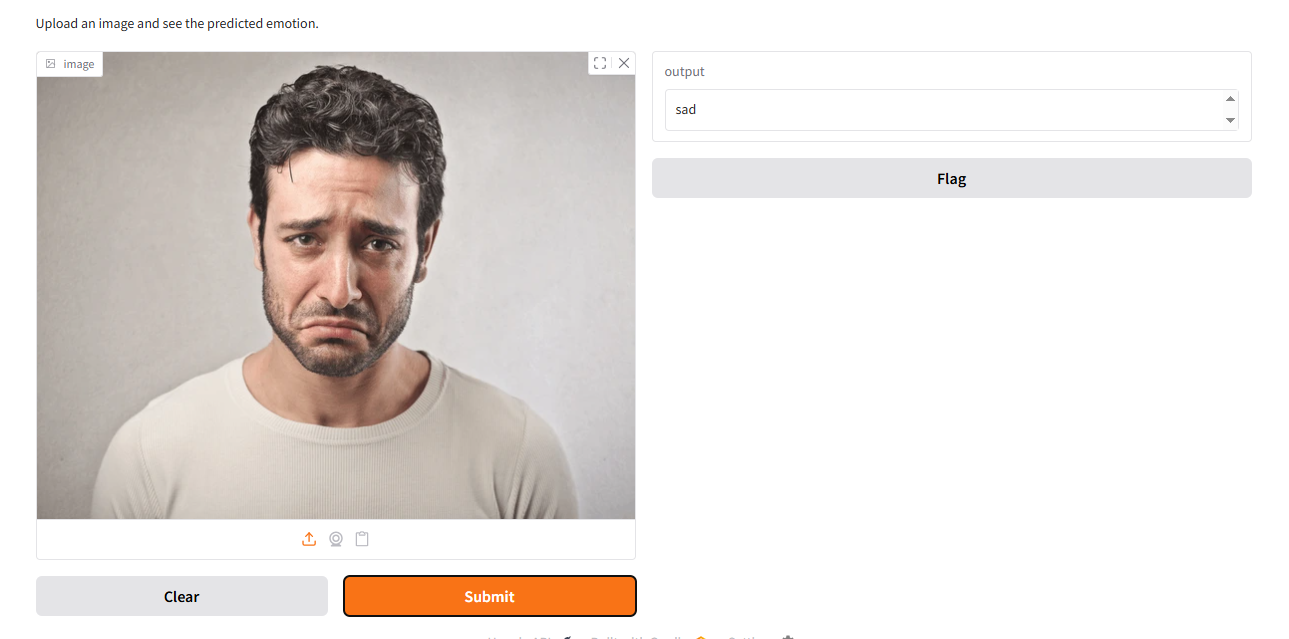 Upload an image and see the predicted emotion.
image
output
sad
Flag
Clear
Submit